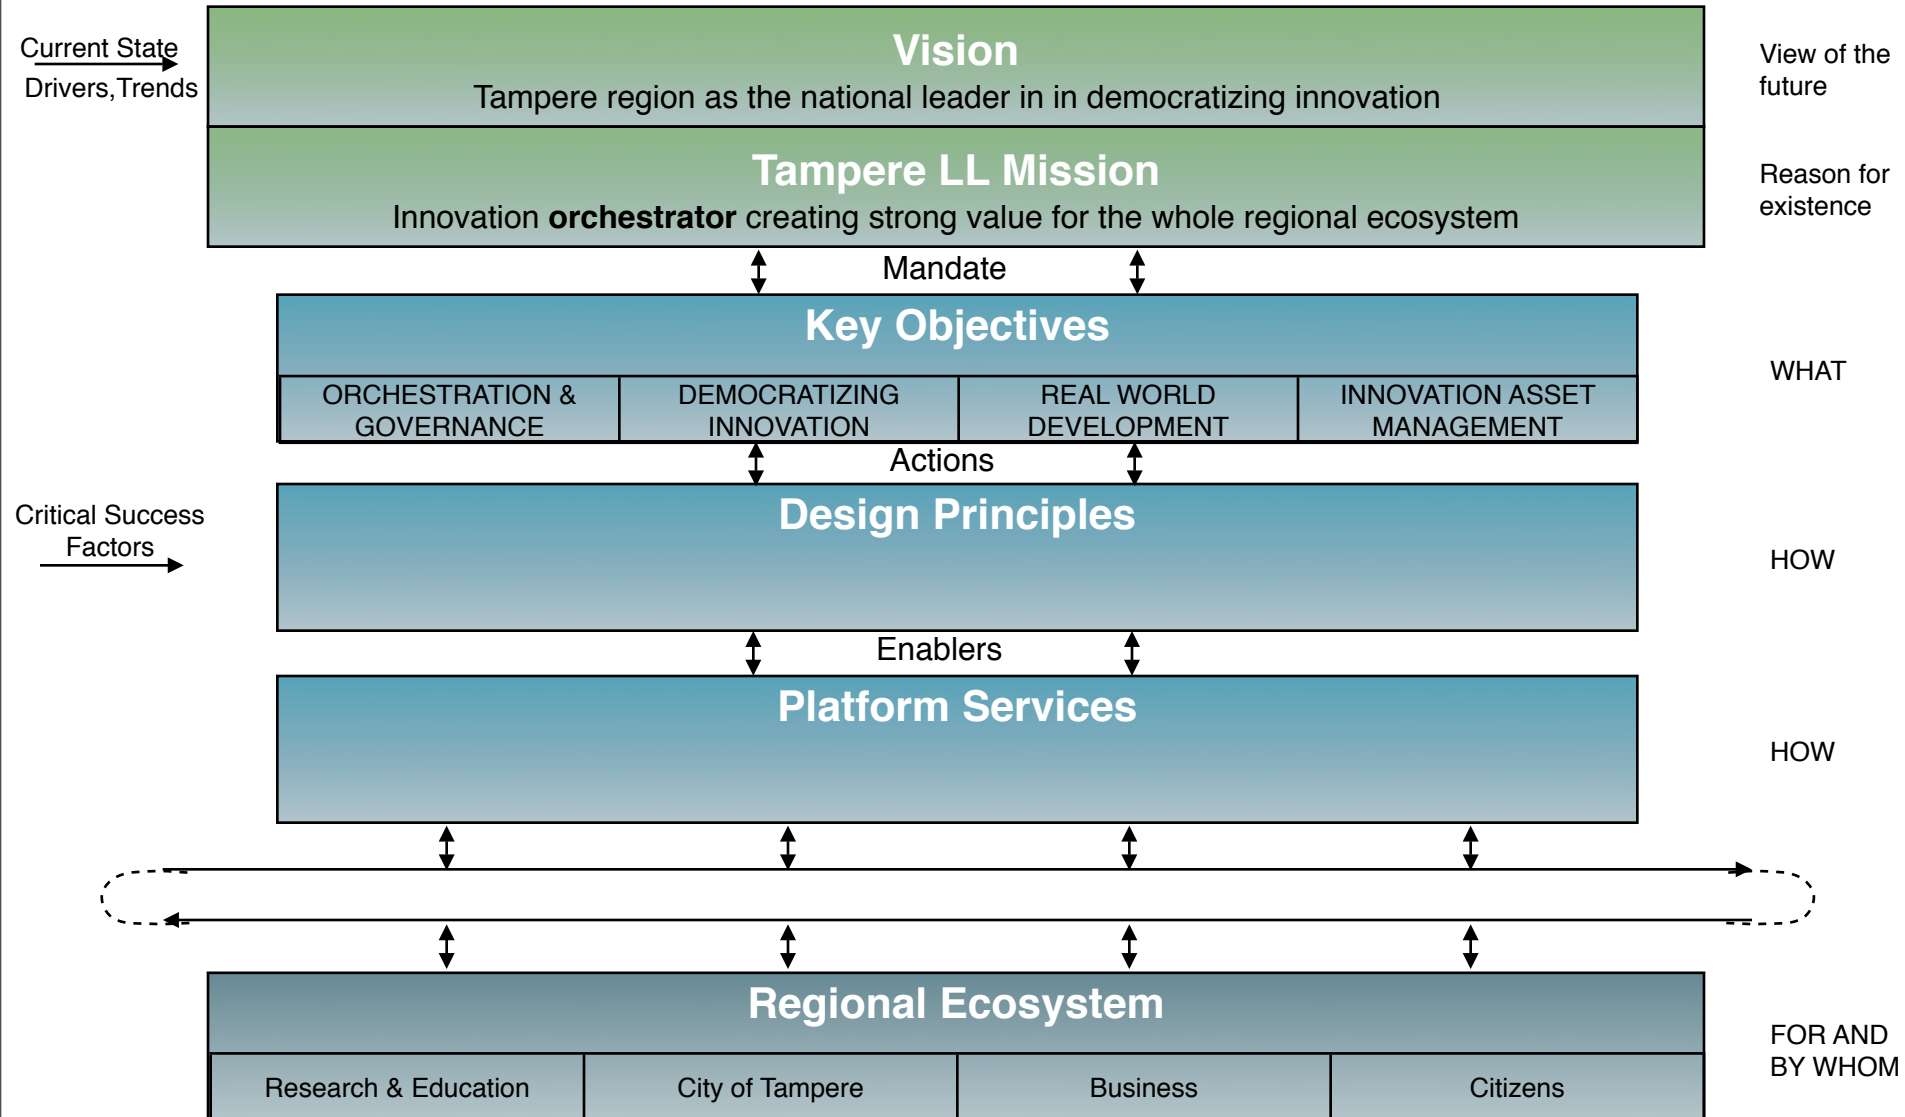 Current State
Drivers,Trends
Vision
Tampere region as the national leader in in democratizing innovation
View of the
future
Tampere LL Mission
Innovation orchestrator creating strong value for the whole regional ecosystem
Reason for
existence
Mandate
Key Objectives
ORCHESTRATION &
GOVERNANCE
DEMOCRATIZING
INNOVATION
REAL WORLD
DEVELOPMENT
INNOVATION ASSET
MANAGEMENT
WHAT
Actions
Critical Success
Factors
Design Principles
HOW
Enablers
Platform Services
HOW
Regional Ecosystem
Research & Education
City of Tampere
Business
Citizens
FOR AND
BY WHOM